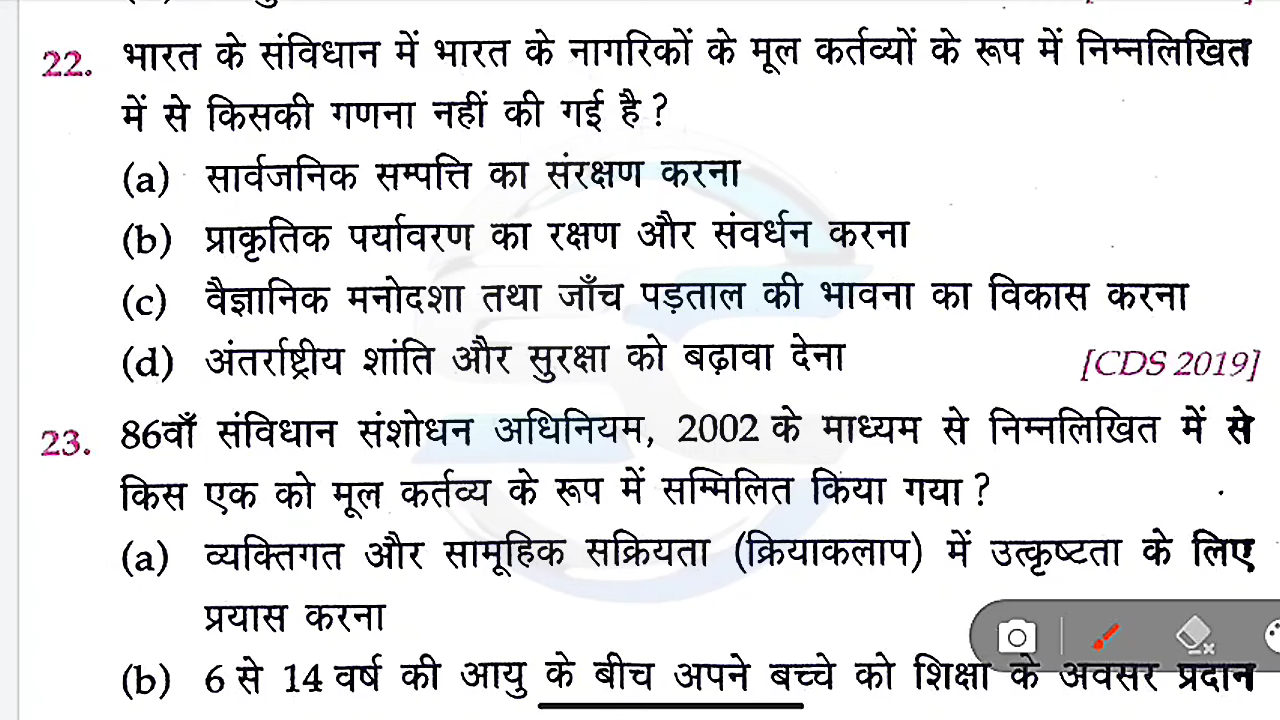 22. भारत के संविधान में भारत के नागरिकों के मूल कर्तव्यों के रूप में निम्नलिखित
में से किसकी गणना नहीं की गई है ?
(a) सार्वजनिक सम्पत्ति का संरक्षण करना
(b) प्राकृतिक पर्यावरण का रक्षण और संवर्धन करना
(c) वैज्ञानिक मनोदशा तथा जाँच पड़ताल की भावना का विकास करना
(d) अंतर्राष्ट्रीय शांति और सुरक्षा को बढ़ावा देना [CDS 2019]
23. 86वाँ संविधान संशोधन अधिनियम, 2002 के माध्यम से निम्नलिखित में से
किस एक को मूल कर्तव्य के रूप में सम्मिलित किया गया ?
(a) व्यक्तिगत और सामूहिक सक्रियता (क्रियाकलाप) में उत्कृष्टता के लिए
प्रयास करना
(b) 6 से 14 वर्ष की आयु के बीच अपने बच्चे को शिक्षा के अवसर प्रदान